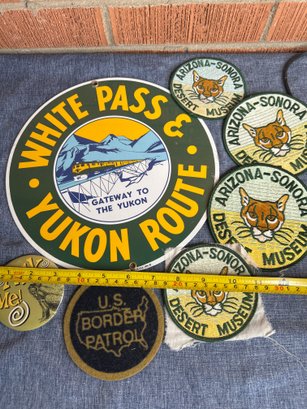 WHITE PASS &
YUKON ROUTE
GATEWAY TO
THE YUKON
ARIZONA-SONORA
DESERT MUSEUM
ARIZONA-SONORA
DESERT MUSEUM
ARIZONA-SONORA
DESERT MUSEUM
ZONA-SONO
DESERT MUSEUM
Me!
U.S.
BORDER
PATROL